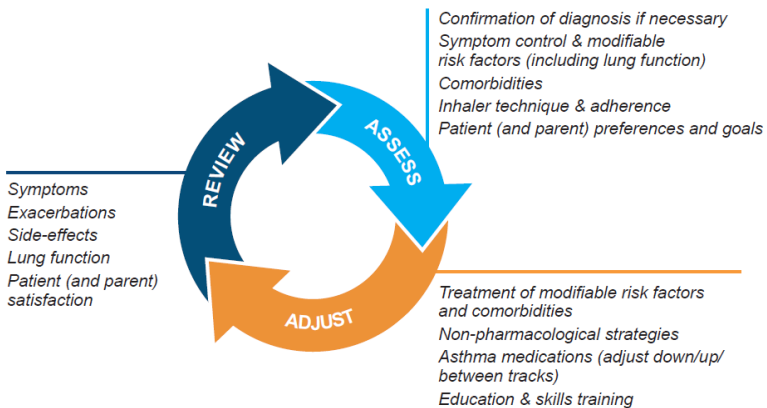 Confirmation of diagnosis if necessary
Symptom control & modifiable
risk factors (including lung function)
Comorbidities
Inhaler technique & adherence
Patient (and parent) preferences and goals
ASSESS
REVIEW
Symptoms
Exacerbations
Side-effects
Lung function
Patient (and parent)
satisfaction
ADJUST
Treatment of modifiable risk factors
and comorbidities
Non-pharmacological strategies
Asthma medications (adjust down/up/
between tracks)
Education & skills training